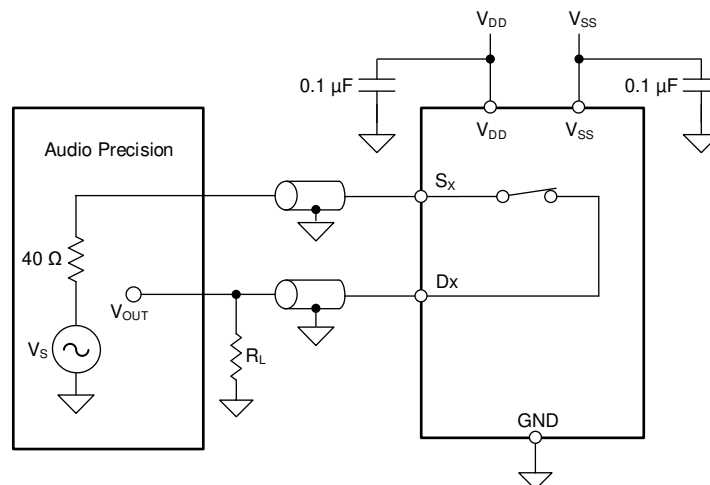 VDD
VSS
0.1 µF
0.1 µF
VDD
VSS
Audio Precision
SX
40 Ω
VOUT
Dx
VS
RL
GND